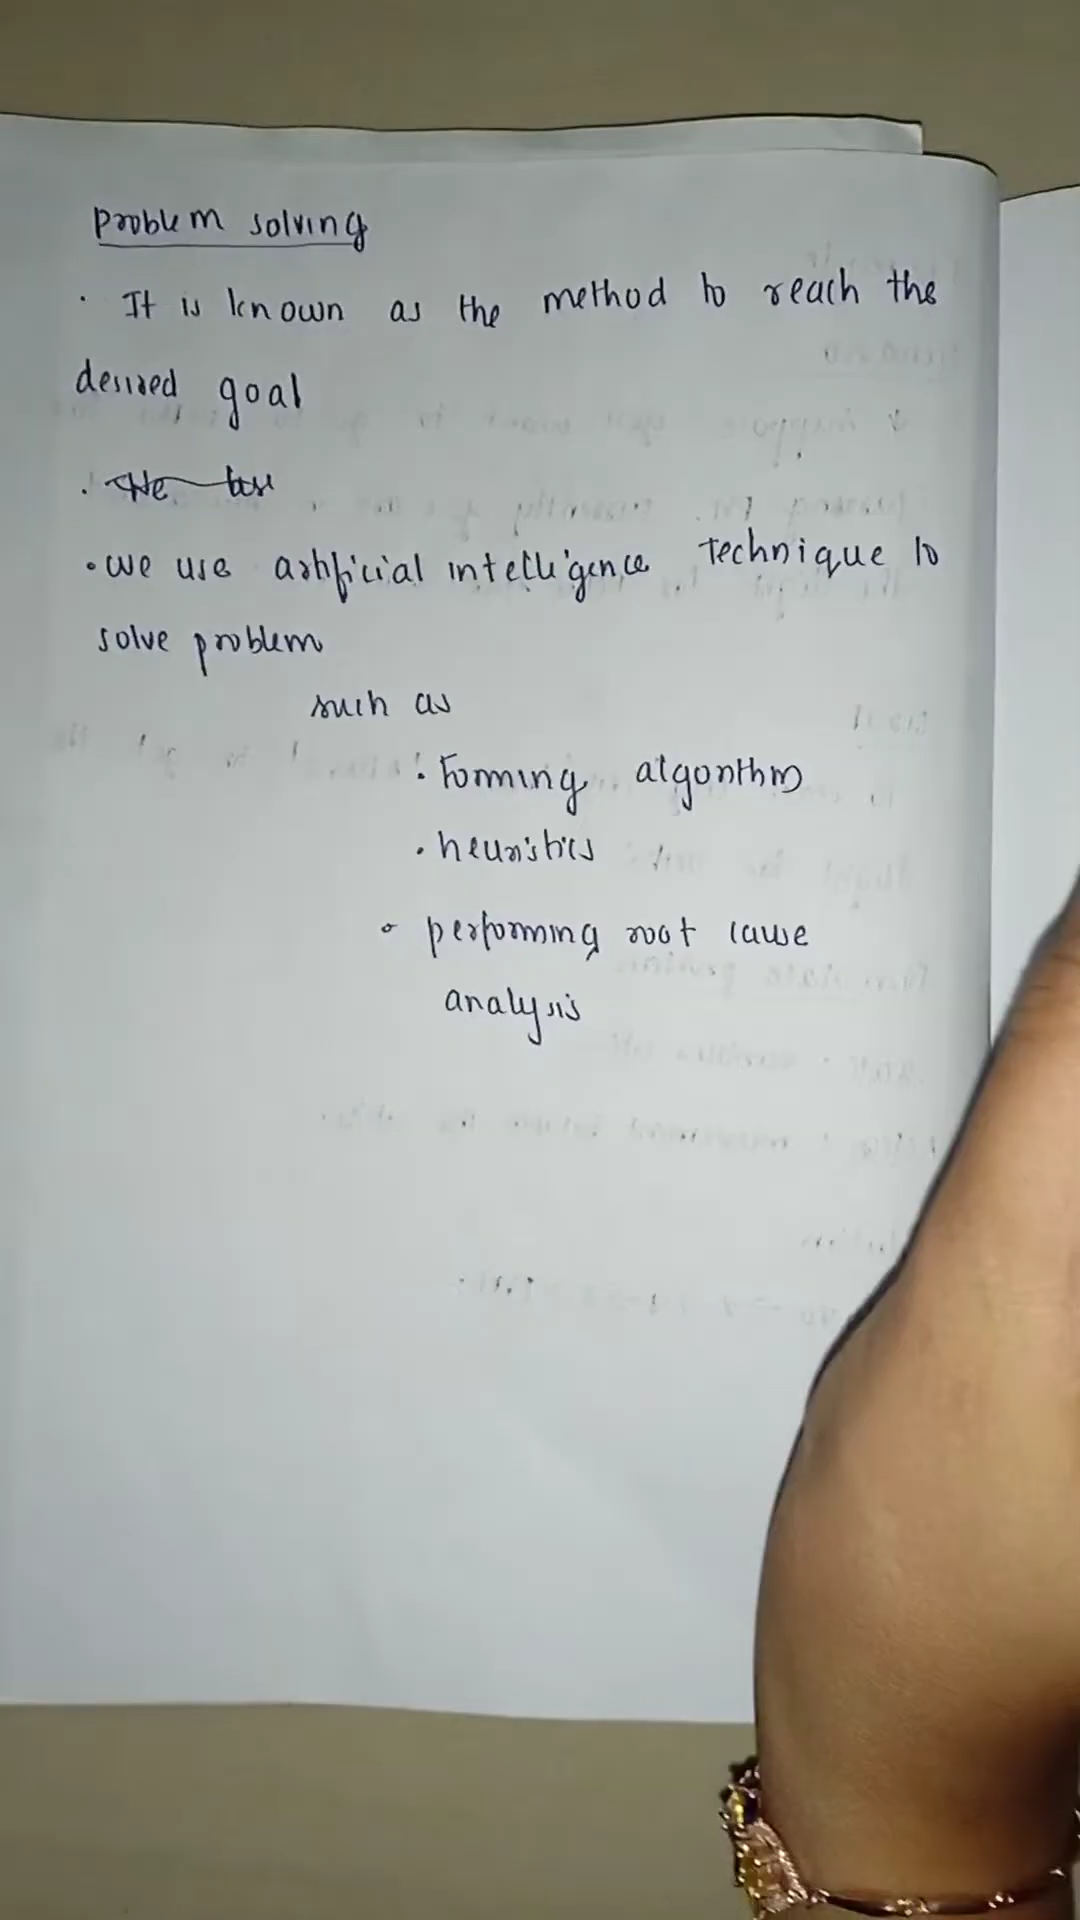 Problem solving
· It is known as the method to reach the
desired goal
· We use artificial intelligence Technique to
solve problem
such as
· Forming algorithm
· heuristics
· performing root cause
analysis